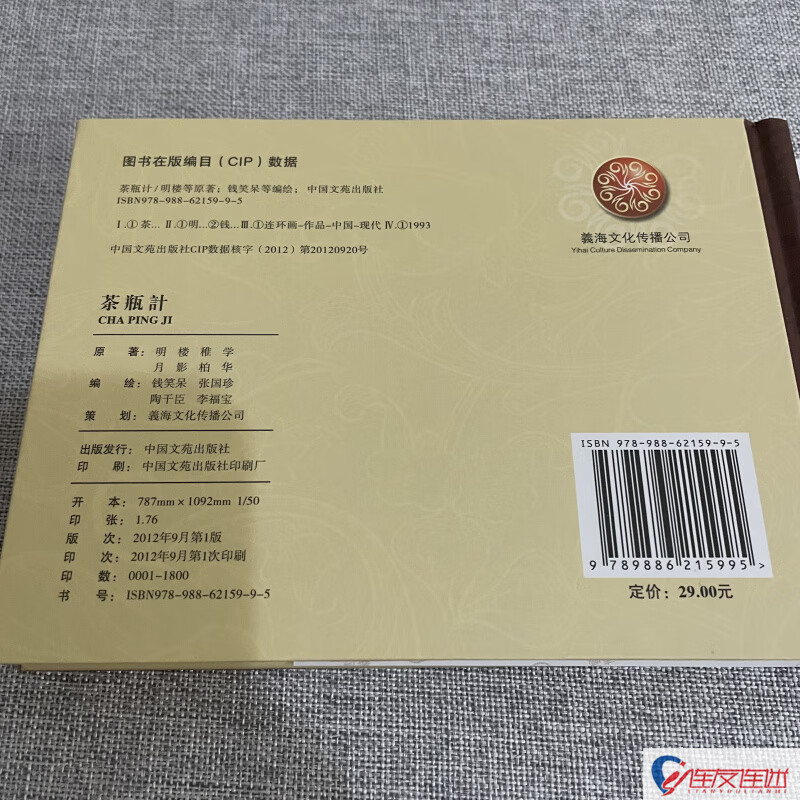 图书在版编目(CIP)数据
茶瓶计/明楼等原著;钱笑呆等编绘; 中国文苑出版社
ISBN978-988-62159-9-5
Ⅰ.①茶… Ⅱ.①明…②钱…Ⅲ.①连环画-作品-中国-现代 Ⅳ.①1993
中国文苑出版社CIP数据核字(2012)第20120920号
義海文化传播公司
Yihai Culture Dissemination Company
茶瓶計
CHA PING JI
原 著: 明 楼 稚 学
月 影 柏 华
编 绘: 钱笑呆 张国珍
陶干臣 李福宝
策 划: 義海文化传播公司
出版发行: 中国文苑出版社
印 刷: 中国文苑出版社印刷厂
开 本: 787mm×1092mm 1/50
印 张: 1.76
版 次: 2012年9月第1版
印 次: 2012年9月第1次印刷
印 数: 0001-1800
书 号: ISBN978-988-62159-9-5
ISBN 978-988-62159-9-5
9 789886 215995 >
定价: 29.00元
连友连休
LIANYOULIANHUI